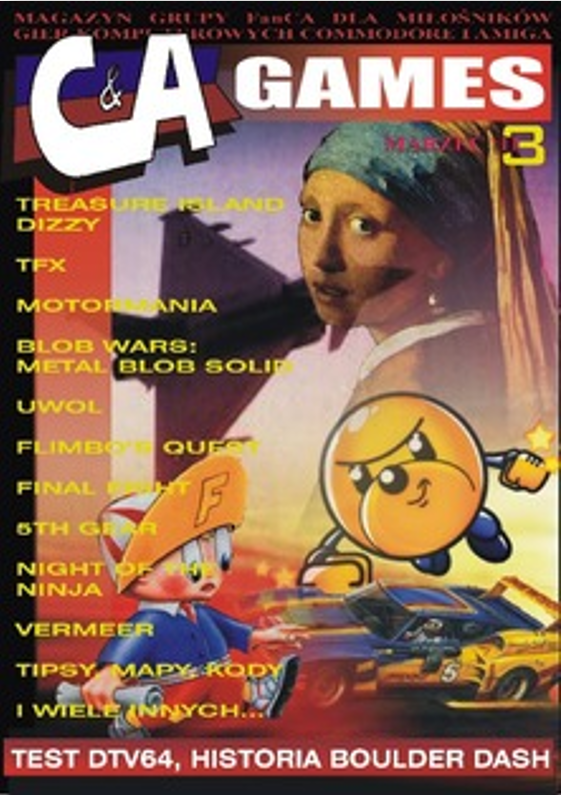 MAGAZYN GRUPY FanCA DLA MIŁOŚNIKÓW
GIER KOMPUTEROWYCH COMMODORE I AMIGA
C&A GAMES
MARZEC
3
TREASURE ISLAND
DIZZY
TFX
MOTORMANIA
BLOB WARS:
METAL BLOB SOLID
UWOL
FLIMBO'S QUEST
FINAL FIGHT
5TH GEAR
NIGHT OF THE
NINJA
VERMEER
TIPSY, MAPY, KODY
I WIELE INNYCH...
F
5
TEST DTV64, HISTORIA BOULDER DASH